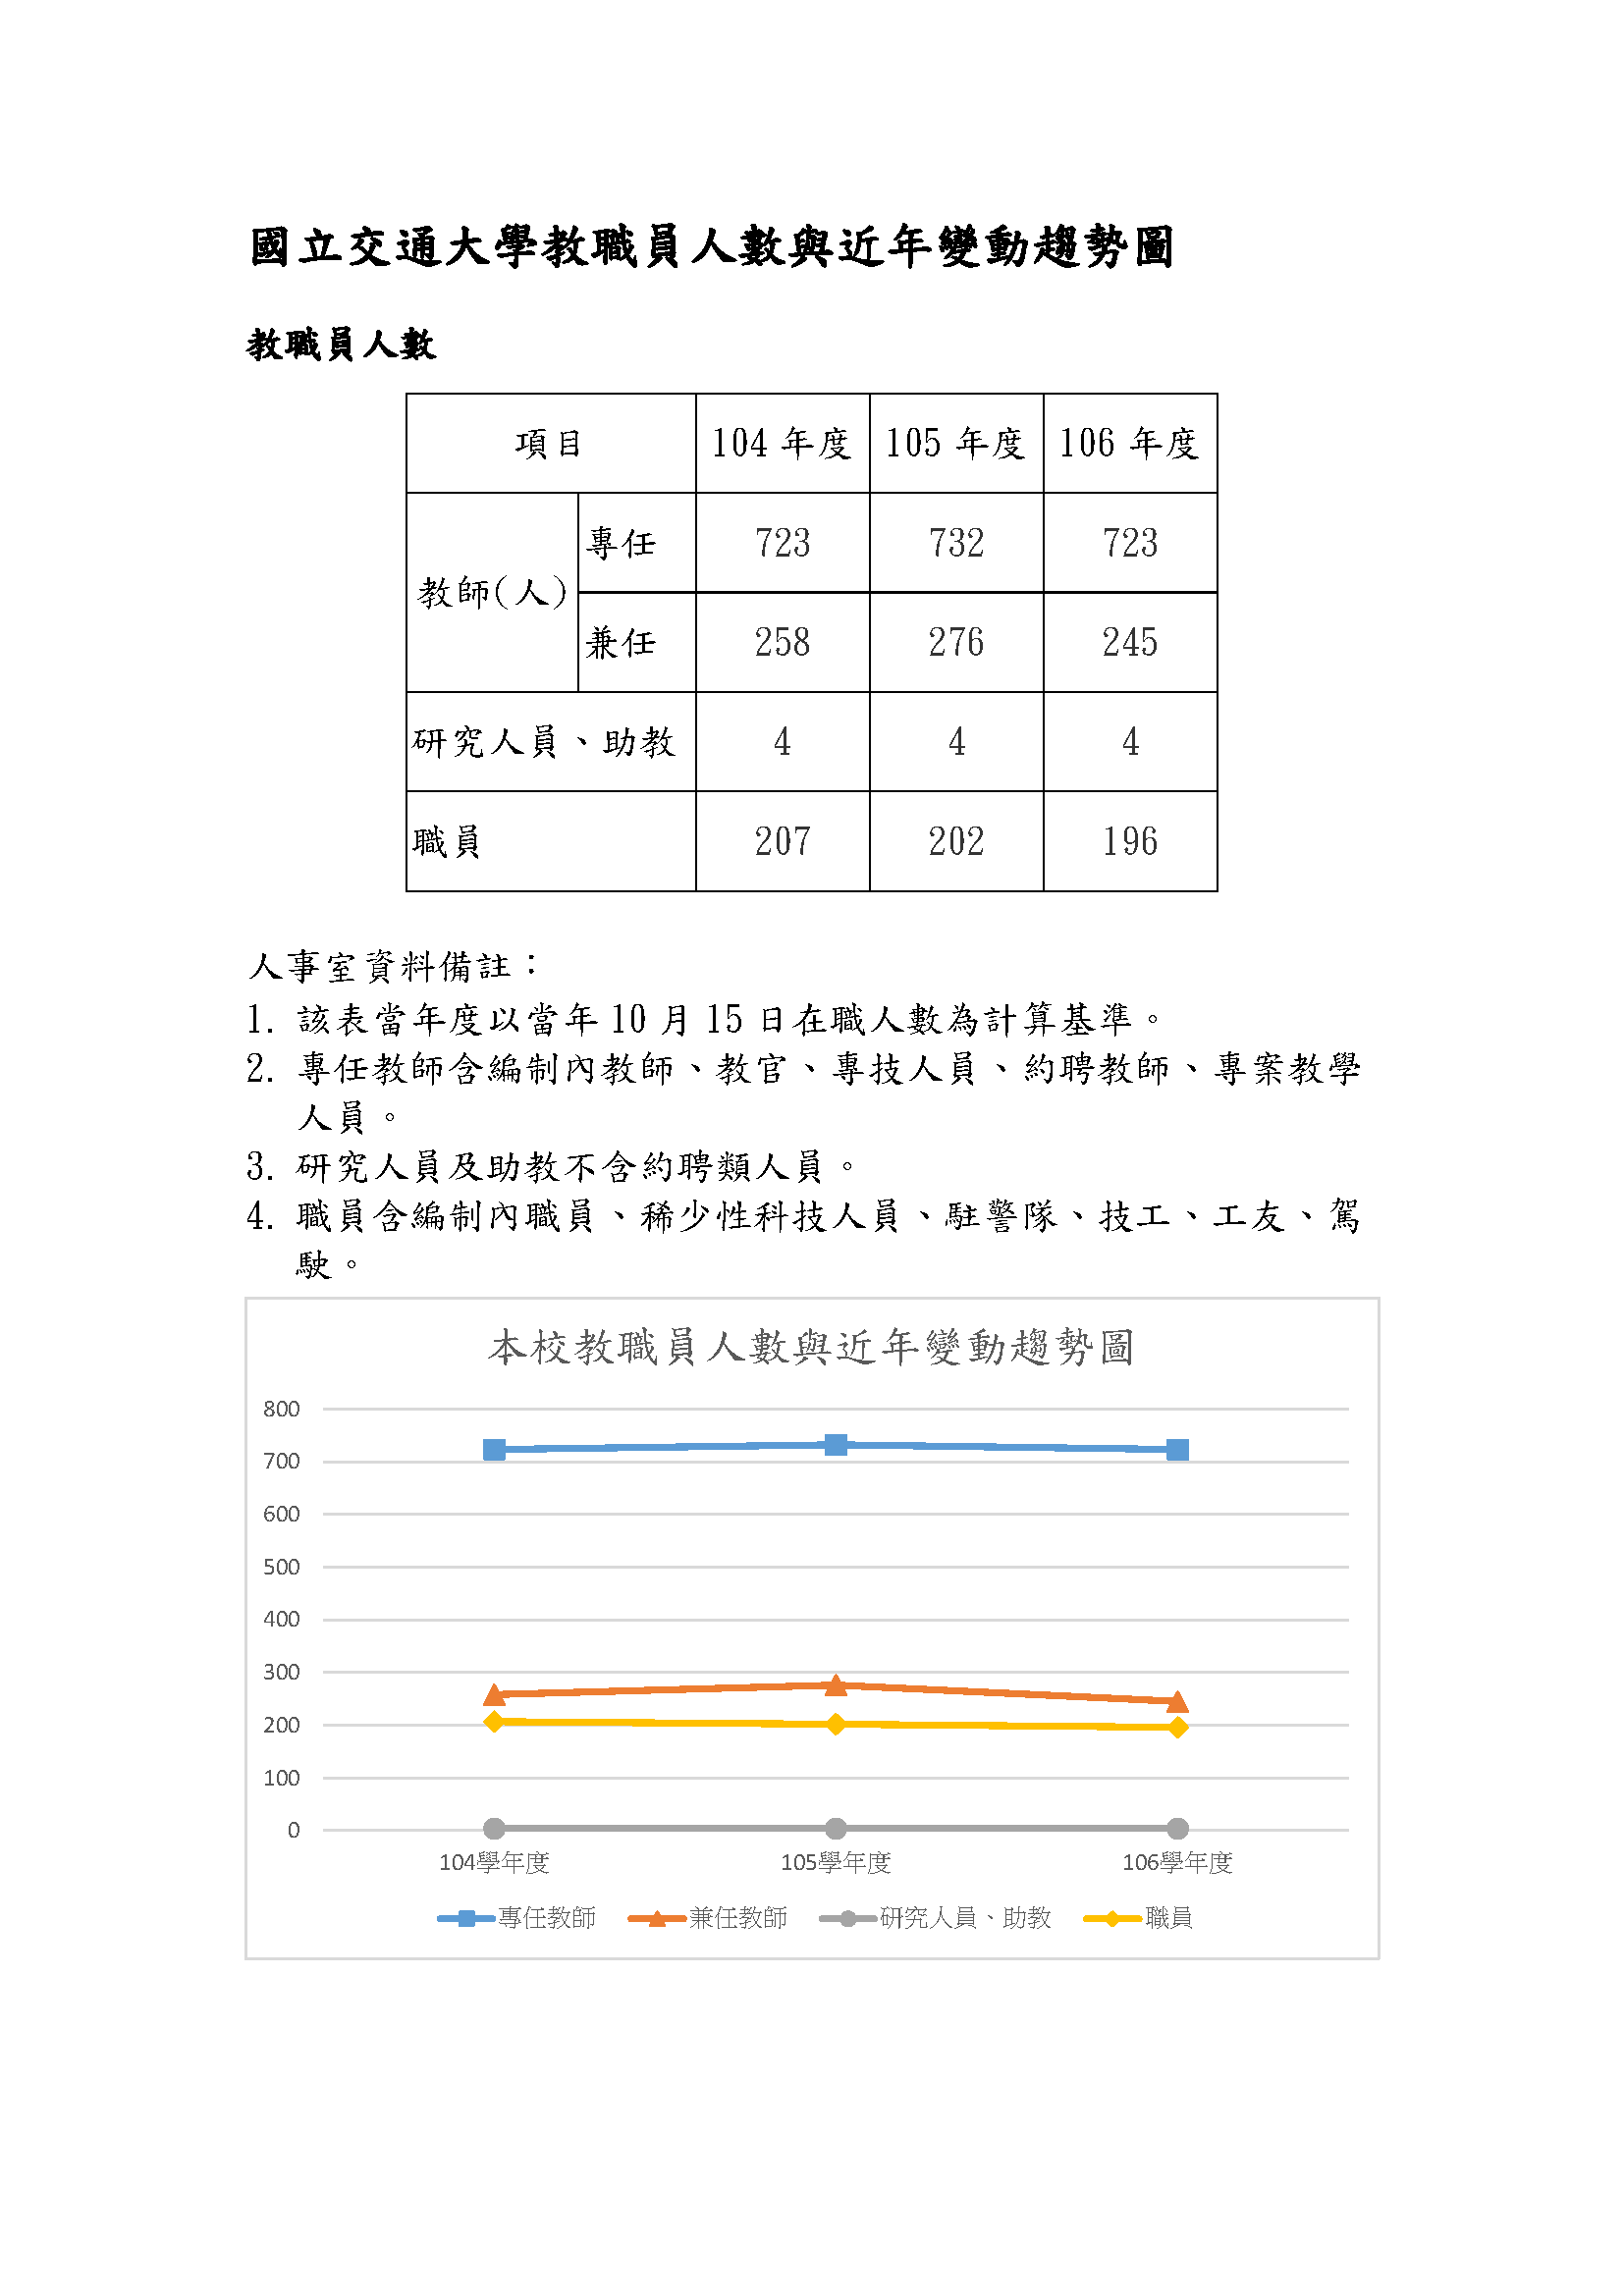 國立交通大學教職員人數與近年變動趨勢圖
教職員人數
項目 104 年度 105 年度 106 年度
教師(人) 專任 723 732 723
兼任 258 276 245
研究人員、助教 4 4 4
職員 207 202 196
人事室資料備註：
1. 該表當年度以當年 10 月 15 日在職人數為計算基準。
2. 專任教師含編制內教師、教官、專技人員、約聘教師、專案教學
人員。
3. 研究人員及助教不含約聘類人員。
4. 職員含編制內職員、稀少性科技人員、駐警隊、技工、工友、駕
駛。
本校教職員人數與近年變動趨勢圖
800
700
600
500
400
300
200
100
0
104學年度 105學年度 106學年度
專任教師 兼任教師 研究人員、助教 職員